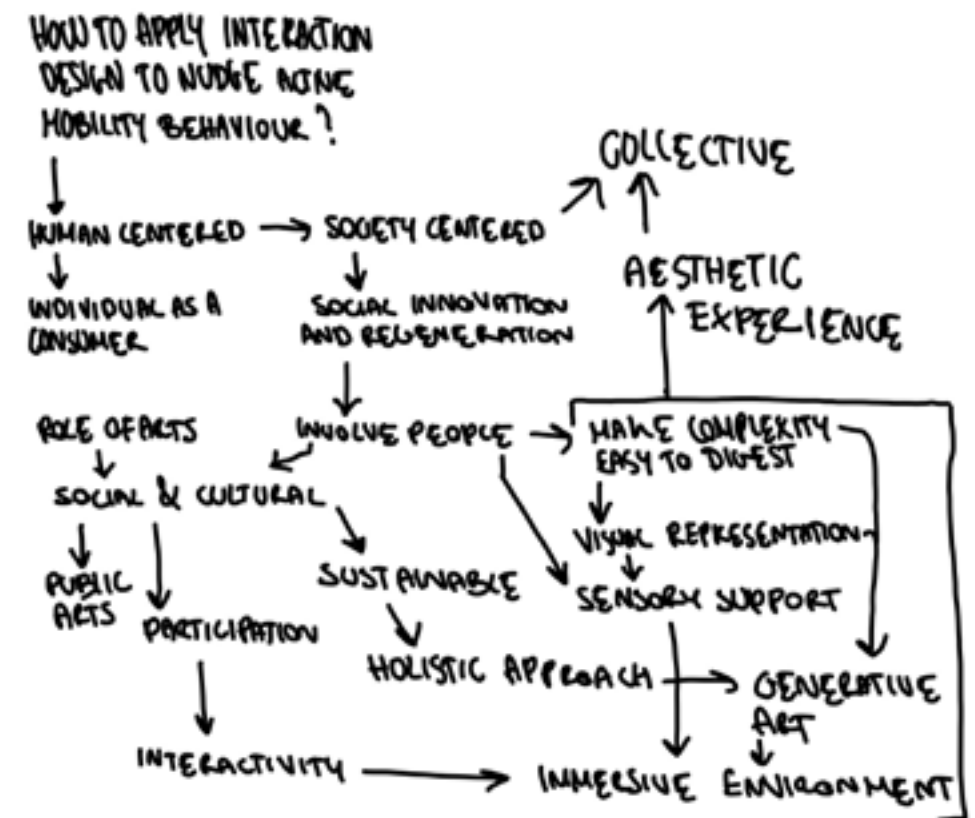 HOW TO APPLY INTERACTION
DESIGN TO NUDGE ACTIVE
MOBILITY BEHAVIOUR?
COLLECTIVE
HUMAN CENTERED
SOCIETY CENTERED
AESTHETIC
EXPERIENCE
INDIVIDUAL AS A
CONSUMER
SOCIAL INNOVATION
AND REGENERATION
ROLE OF ARTS
INVOLVE PEOPLE
MAKE COMPLEXITY
EASY TO DIGEST
SOCIAL & CULTURAL
VISUAL REPRESENTATION
PUBLIC
ARTS
SUSTAINABLE
SENSORY SUPPORT
PARTICIPATION
HOLISTIC APPROACH
GENERATIVE
ART
INTERACTIVITY
IMMERSIVE ENVIRONMENT